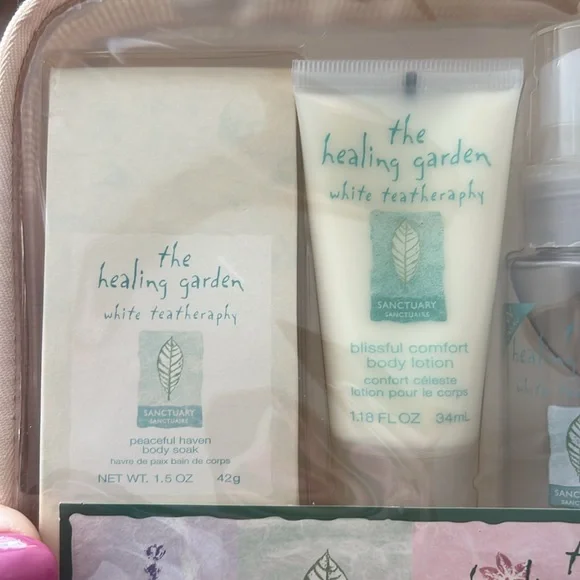 the
healing garden
white teatheraphy
SANCTUARY
SANCTUAIRE
peaceful haven
body soak
havre de paix bain de corps
NET WT. 1.5 OZ 42g
the
healing garden
white teatheraphy
SANCTUARY
SANCTUAIRE
blissful comfort
body lotion
confort céleste
lotion pour le corps
1.18 FL OZ 34mL